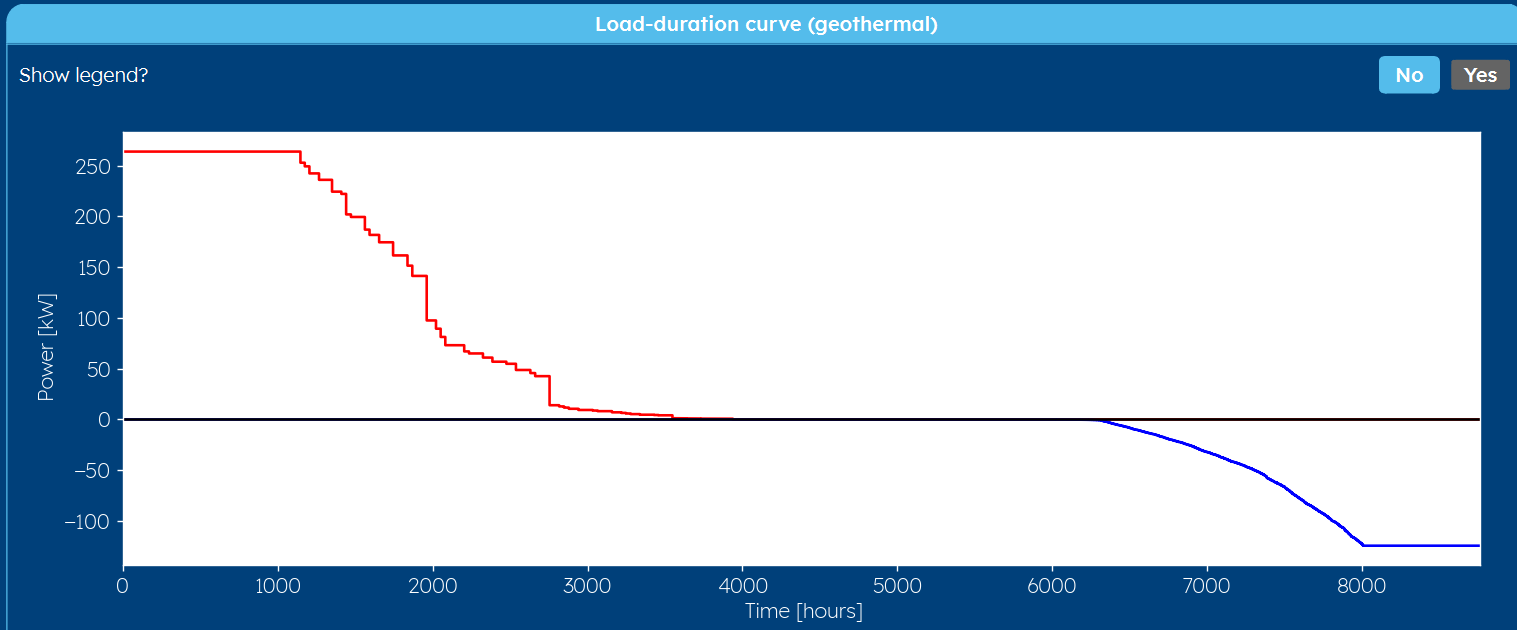 Load-duration curve (geothermal)
Show legend?
No
Yes
250
200
150
100
50
0
−50
−100
Power [kW]
0
1000
2000
3000
4000
5000
6000
7000
8000
Time [hours]